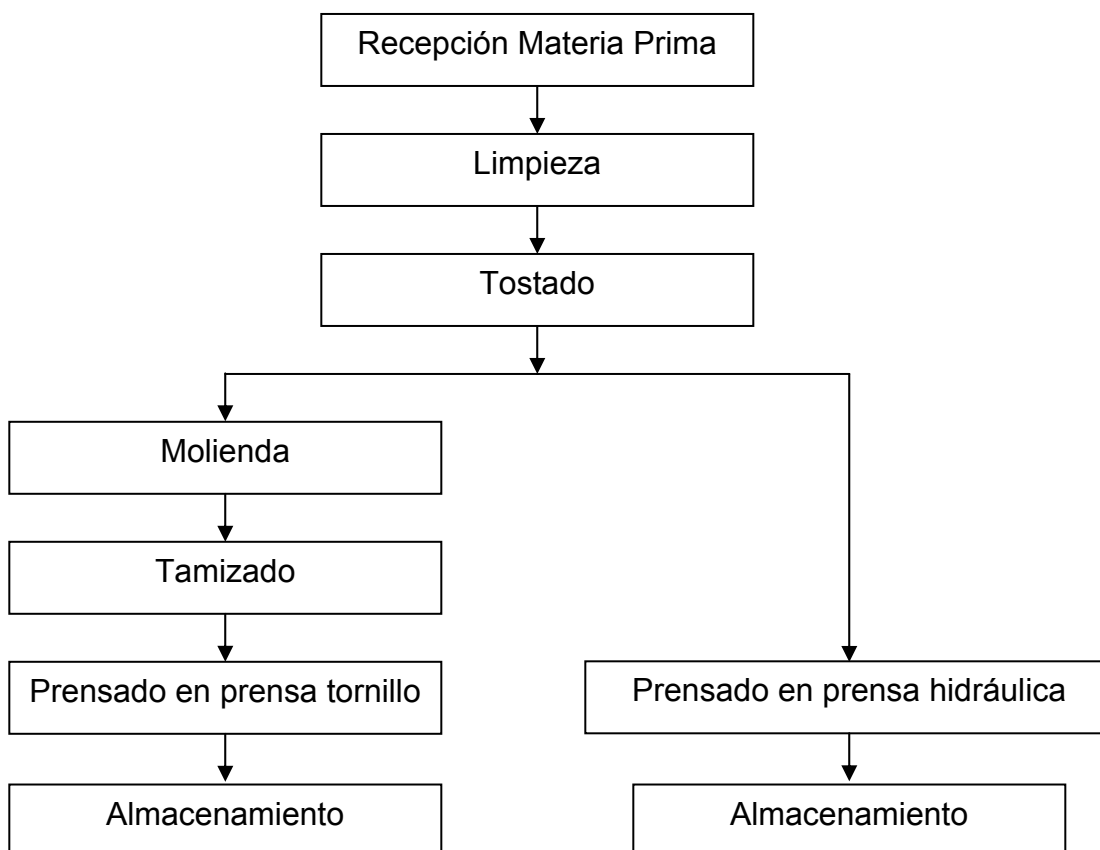 Recepción Materia Prima
Limpieza
Tostado
Molienda
Tamizado
Prensado en prensa tornillo
Prensado en prensa hidráulica
Almacenamiento
Almacenamiento